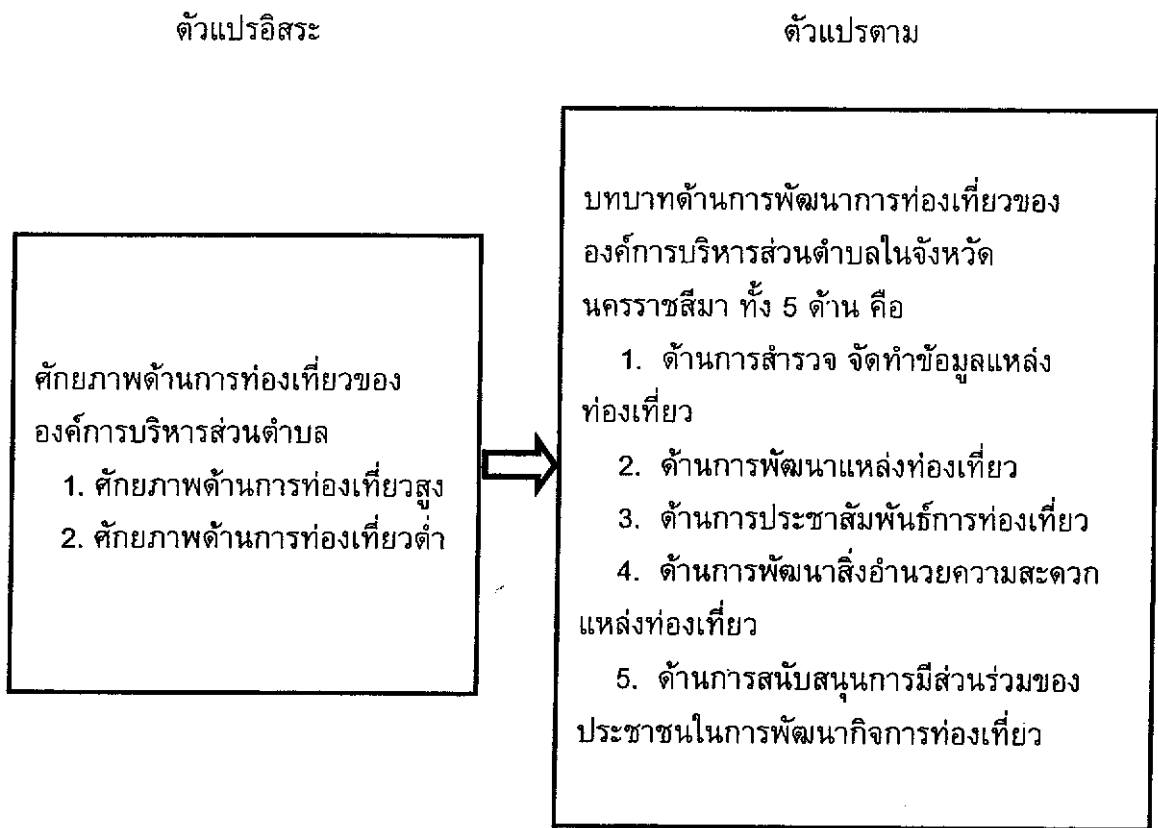 ตัวแปรอิสระ
ตัวแปรตาม
ศักยภาพด้านการท่องเที่ยวของ
องค์การบริหารส่วนตำบล
1. ศักยภาพด้านการท่องเที่ยวสูง
2. ศักยภาพด้านการท่องเที่ยวต่ำ
บทบาทด้านการพัฒนาการท่องเที่ยวของ
องค์การบริหารส่วนตำบลในจังหวัด
นครราชสีมา ทั้ง 5 ด้าน คือ
1. ด้านการสำรวจ จัดทำข้อมูลแหล่ง
ท่องเที่ยว
2. ด้านการพัฒนาแหล่งท่องเที่ยว
3. ด้านการประชาสัมพันธ์การท่องเที่ยว
4. ด้านการพัฒนาสิ่งอำนวยความสะดวก
แหล่งท่องเที่ยว
5. ด้านการสนับสนุนการมีส่วนร่วมของ
ประชาชนในการพัฒนากิจการท่องเที่ยว